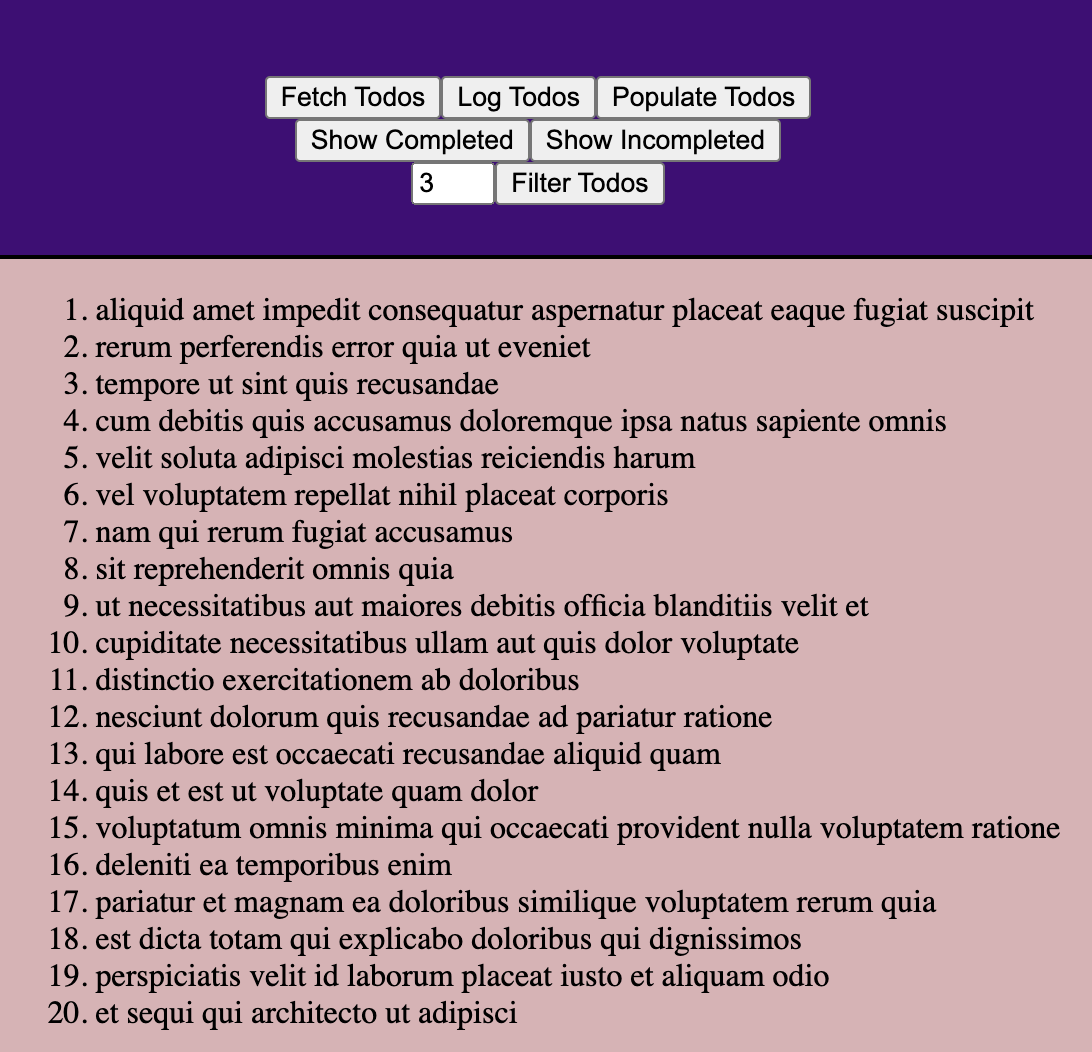 Fetch Todos Log Todos Populate Todos
Show Completed Show Incompleted
3 Filter Todos
1. aliquid amet impedit consequatur aspernatur placeat eaque fugiat suscipit
2. rerum perferendis error quia ut eveniet
3. tempore ut sint quis recusandae
4. cum debitis quis accusamus doloremque ipsa natus sapiente omnis
5. velit soluta adipisci molestias reiciendis harum
6. vel voluptatem repellat nihil placeat corporis
7. nam qui rerum fugiat accusamus
8. sit reprehenderit omnis quia
9. ut necessitatibus aut maiores debitis officia blanditiis velit et
10. cupiditate necessitatibus ullam aut quis dolor voluptate
11. distinctio exercitationem ab doloribus
12. nesciunt dolorum quis recusandae ad pariatur ratione
13. qui labore est occaecati recusandae aliquid quam
14. quis et est ut voluptate quam dolor
15. voluptatum omnis minima qui occaecati provident nulla voluptatem ratione
16. deleniti ea temporibus enim
17. pariatur et magnam ea doloribus similique voluptatem rerum quia
18. est dicta totam qui explicabo doloribus qui dignissimos
19. perspiciatis velit id laborum placeat iusto et aliquam odio
20. et sequi qui architecto ut adipisci